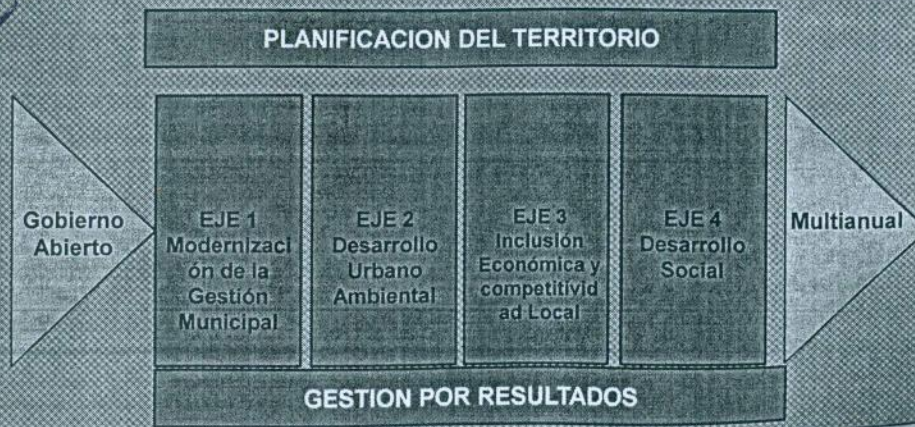 PLANIFICACION DEL TERRITORIO
Gobierno
Abierto
EJE 1
Modernizaci
ón de la
Gestión
Municipal
EJE 2
Desarrollo
Urbano
Ambiental
EJE 3
Inclusión
Económica y
competitivid
ad Local
EJE 4
Desarrollo
Social
Multianual
GESTION POR RESULTADOS